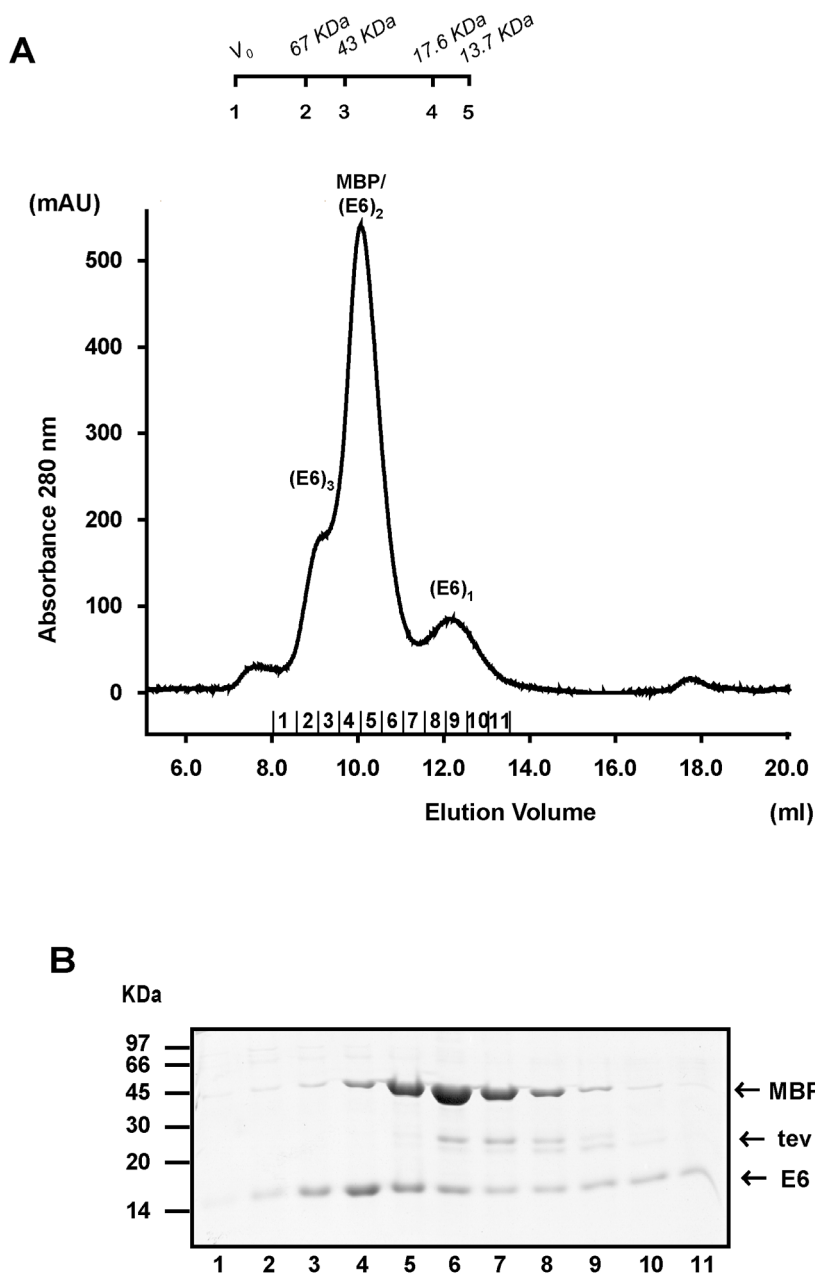 A
V0 67 KDa 43 KDa 17.6 KDa 13.7 KDa
1 2 3 4 5
MBP/
(E6)2
(mAU)
500
400
300
(E6)3
200
(E6)1
100
0
Absorbance 280 nm
1 2 3 4 5 6 7 8 9 10 11
6.0 8.0 10.0 12.0 14.0 16.0 18.0 20.0
Elution Volume (ml)
B
KDa
97
66
45 ← MBP
30
← tev
20
← E6
14
1 2 3 4 5 6 7 8 9 10 11